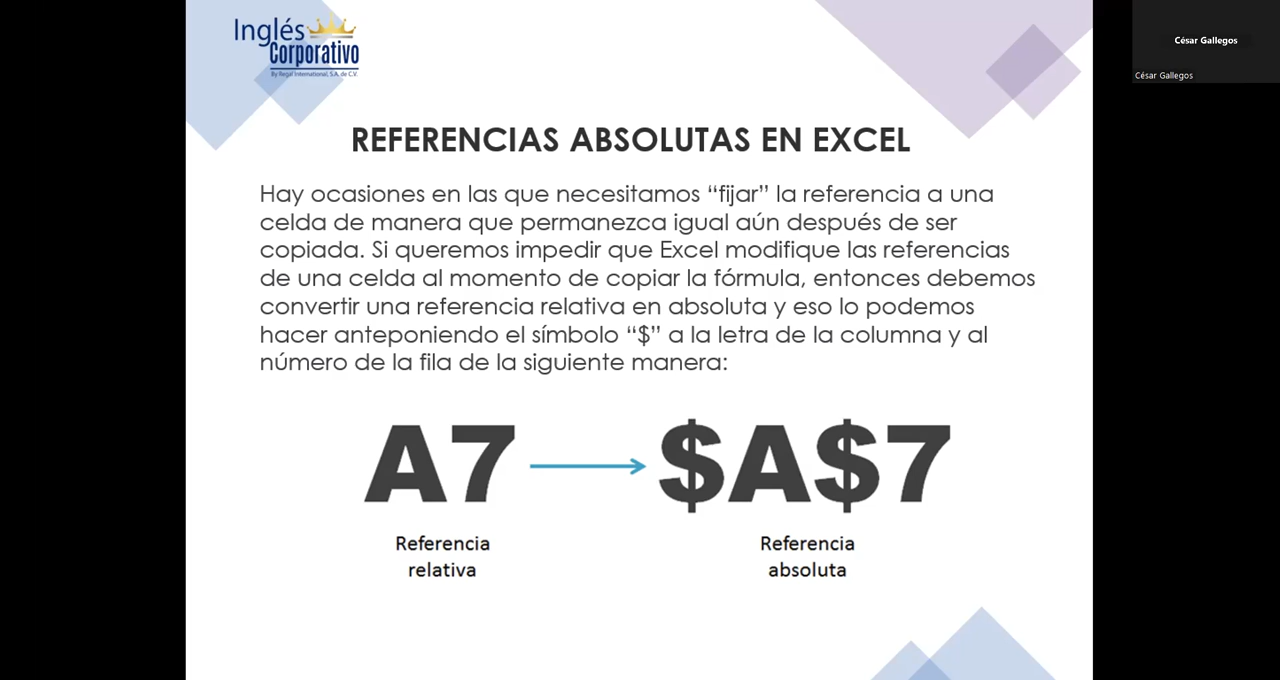 Inglés
Corporativo
By Regal International, S.A. de C.V.
César Gallegos
César Gallegos
REFERENCIAS ABSOLUTAS EN EXCEL
Hay ocasiones en las que necesitamos “fijar” la referencia a una
celda de manera que permanezca igual aún después de ser
copiada. Si queremos impedir que Excel modifique las referencias
de una celda al momento de copiar la fórmula, entonces debemos
convertir una referencia relativa en absoluta y eso lo podemos
hacer anteponiendo el símbolo “$” a la letra de la columna y al
número de la fila de la siguiente manera:
A7 → $A$7
Referencia Referencia
relativa absoluta